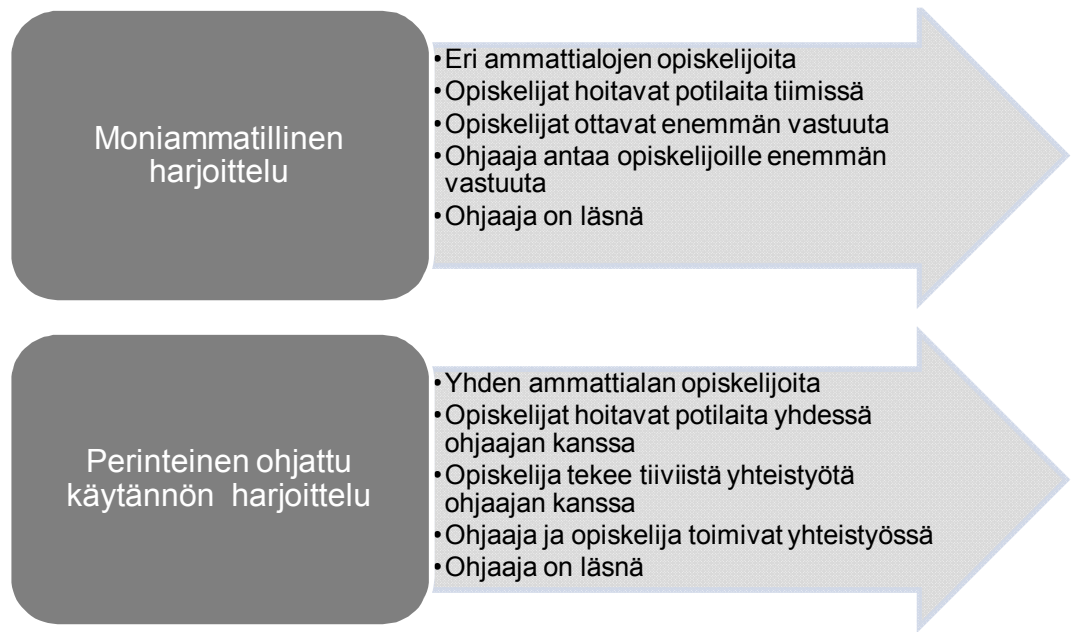 Moniammatillinen
harjoittelu
•Eri ammattialojen opiskelijoita
•Opiskelijat hoitavat potilaita tiimissä
•Opiskelijat ottavat enemmän vastuuta
•Ohjaaja antaa opiskelijoille enemmän
vastuuta
•Ohjaaja on läsnä
Perinteinen ohjattu
käytännön harjoittelu
•Yhden ammattialan opiskelijoita
•Opiskelijat hoitavat potilaita yhdessä
ohjaajan kanssa
•Opiskelija tekee tiiviistä yhteistyötä
ohjaajan kanssa
•Ohjaaja ja opiskelija toimivat yhteistyössä
•Ohjaaja on läsnä